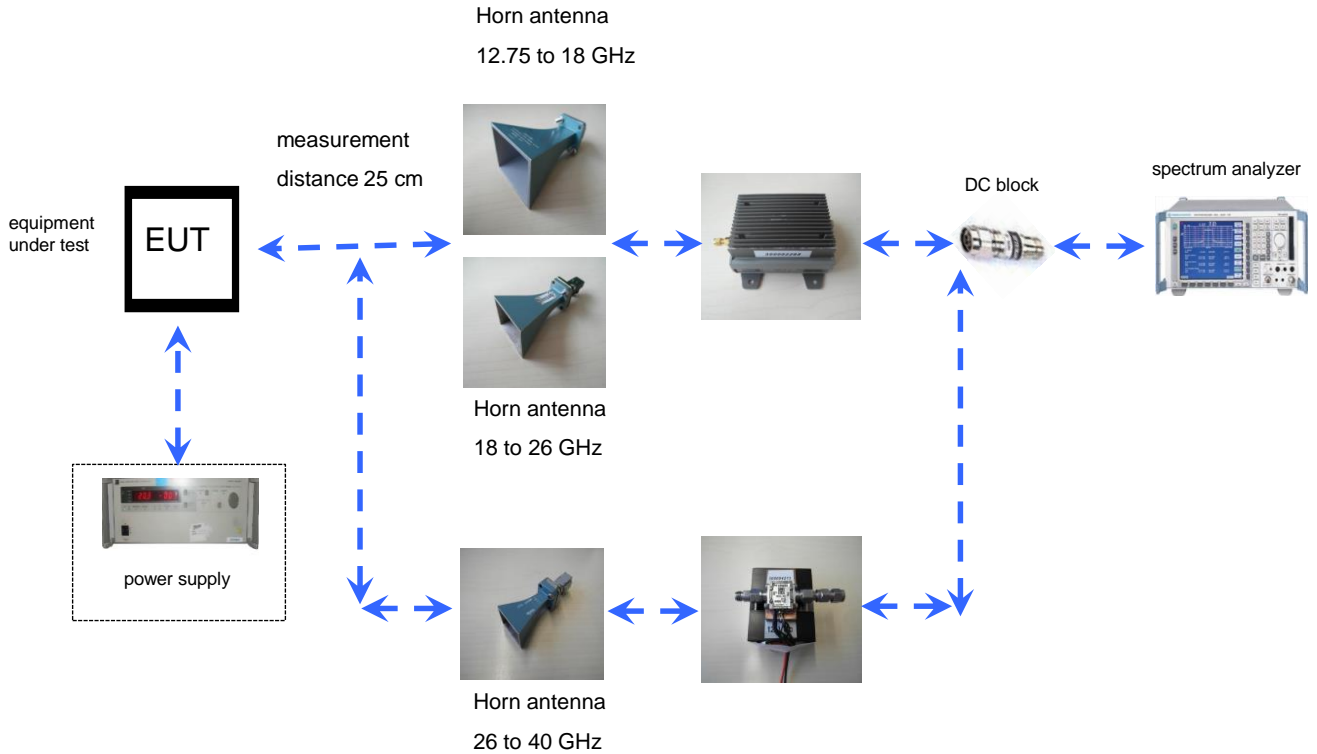 Horn antenna
12.75 to 18 GHz
measurement
distance 25 cm
equipment
under test
EUT
DC block
spectrum analyzer
Horn antenna
18 to 26 GHz
power supply
Horn antenna
26 to 40 GHz